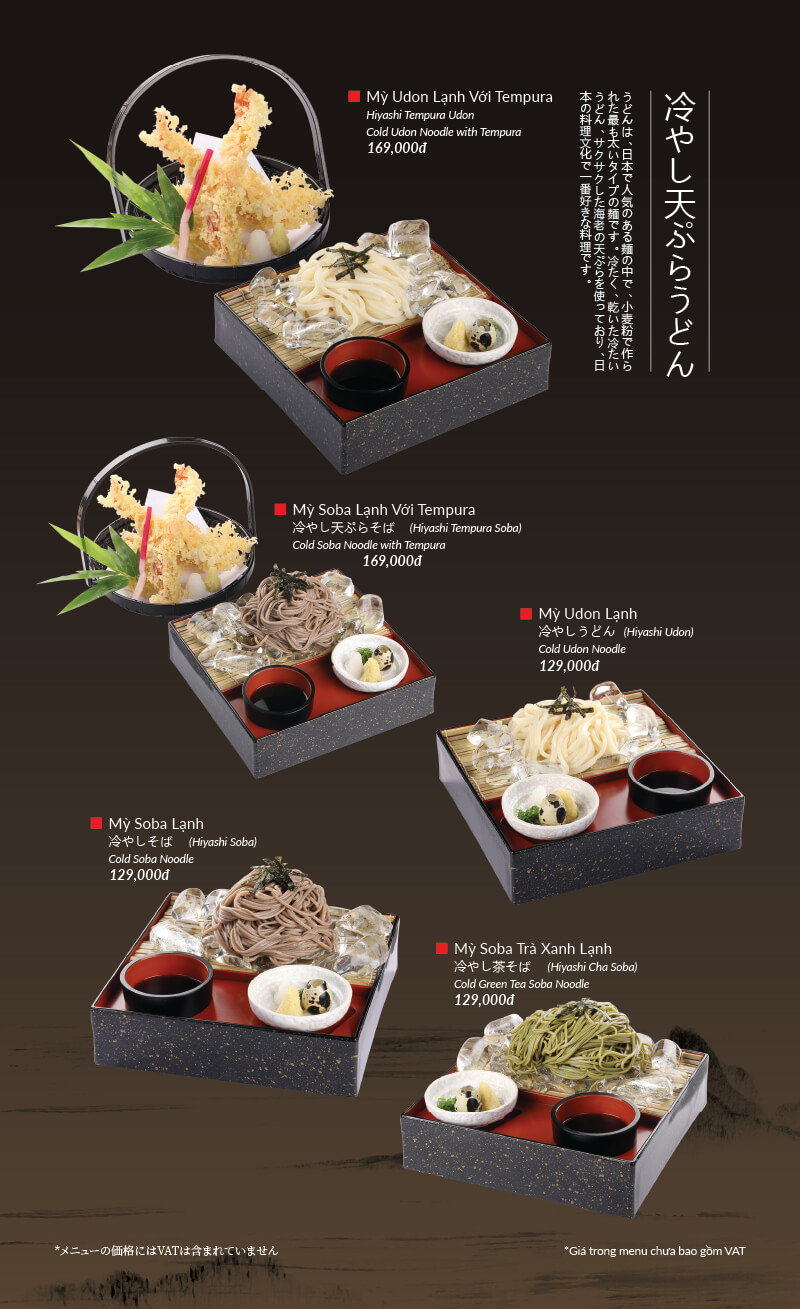 Mỳ Udon Lạnh Với Tempura
Hiyashi Tempura Udon
Cold Udon Noodle with Tempura
169,000đ
冷やし天ぷらうどん
うどんは、日本で人気のある麺の中で、小麦粉で作ら
れた最も太いタイプの麺です。冷たく、乾いた冷たい
うどん、サクサクした海老の天ぷらを使っており、日
本の料理文化で一番好きな料理です。
Mỳ Soba Lạnh Với Tempura
冷やし天ぷらそば (Hiyashi Tempura Soba)
Cold Soba Noodle with Tempura
169,000đ
Mỳ Udon Lạnh
冷やしうどん (Hiyashi Udon)
Cold Udon Noodle
129,000đ
Mỳ Soba Lạnh
冷やしそば (Hiyashi Soba)
Cold Soba Noodle
129,000đ
Mỳ Soba Trà Xanh Lạnh
冷やし茶そば (Hiyashi Cha Soba)
Cold Green Tea Soba Noodle
129,000đ
*メニューの価格にはVATは含まれていません
*Giá trong menu chưa bao gồm VAT